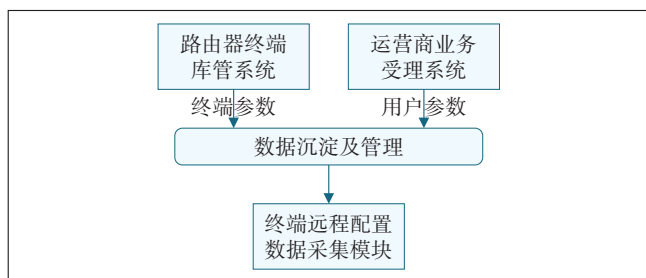 路由器终端
库管系统
运营商业务
受理系统
终端参数
用户参数
数据沉淀及管理
终端远程配置
数据采集模块